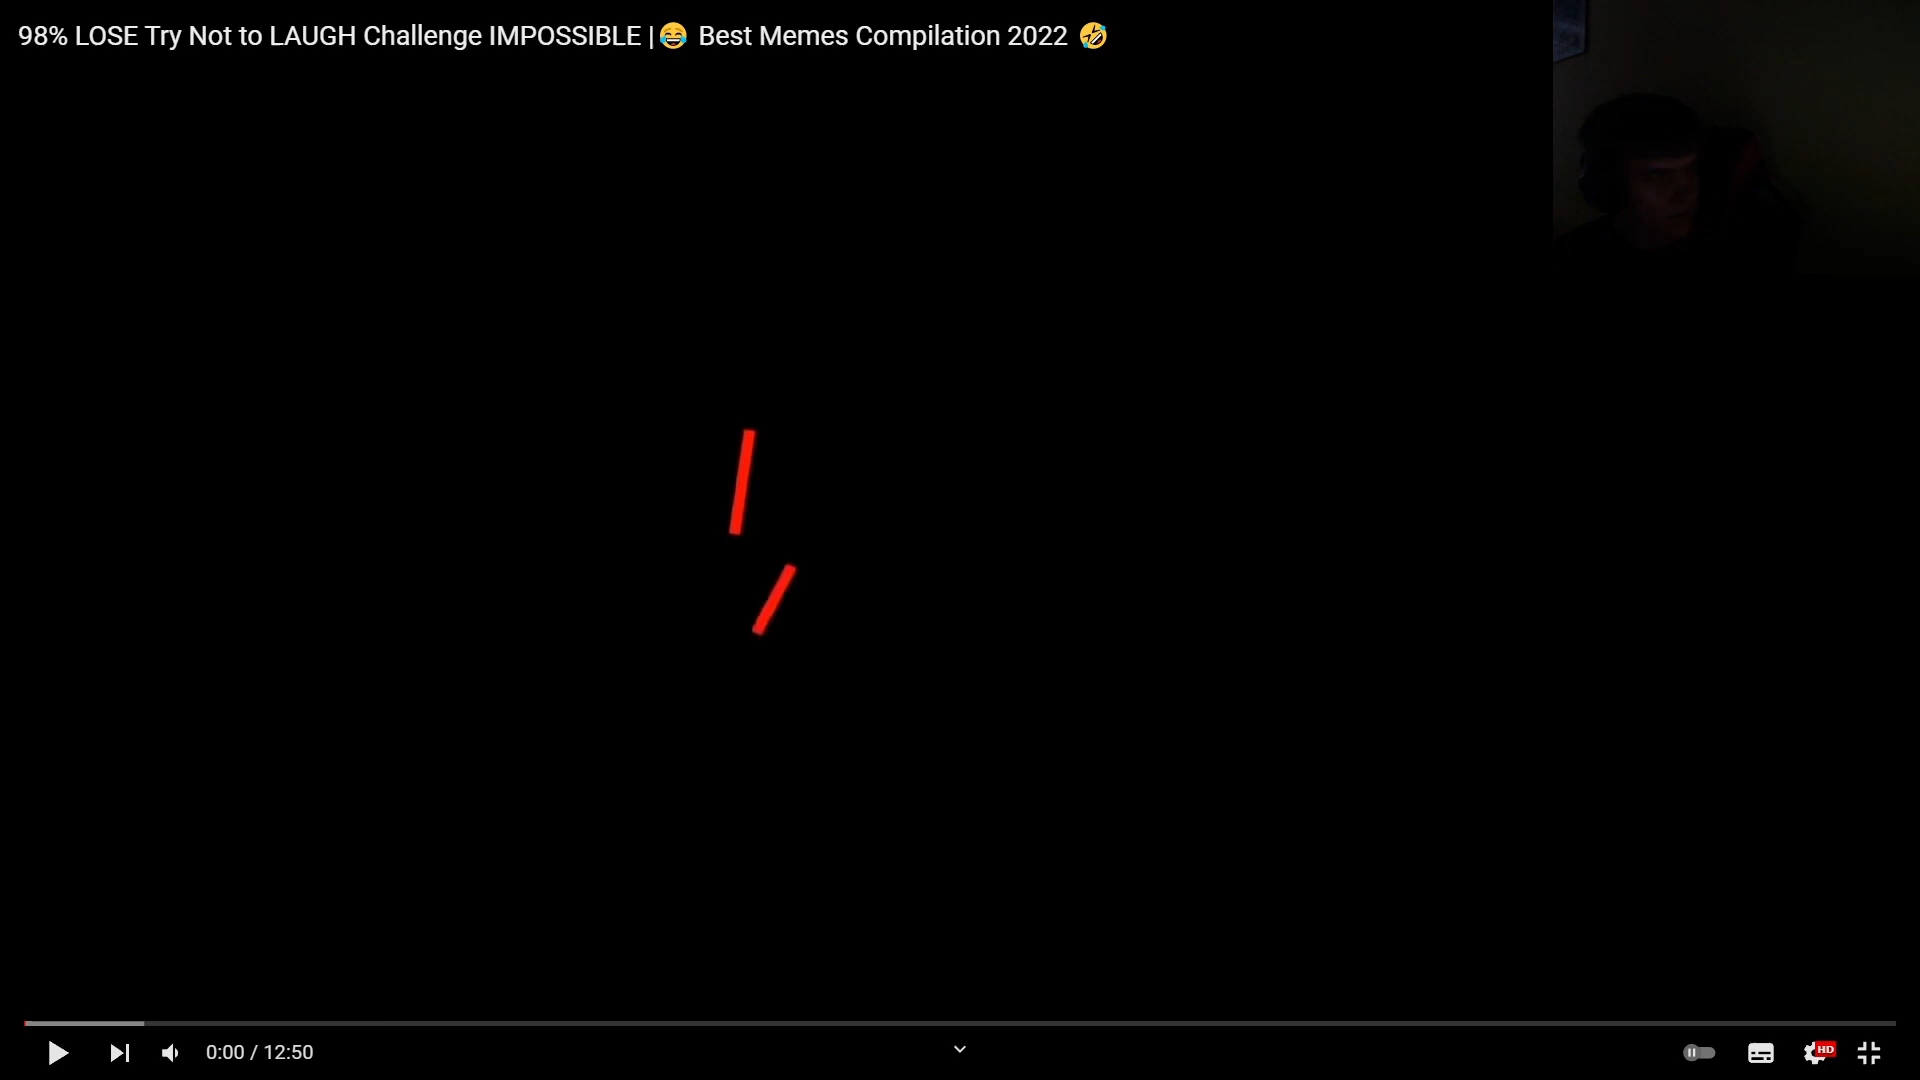 98% LOSE Try Not to LAUGH Challenge IMPOSSIBLE |😂 Best Memes Compilation 2022 🤣
0:00 / 12:50
HD